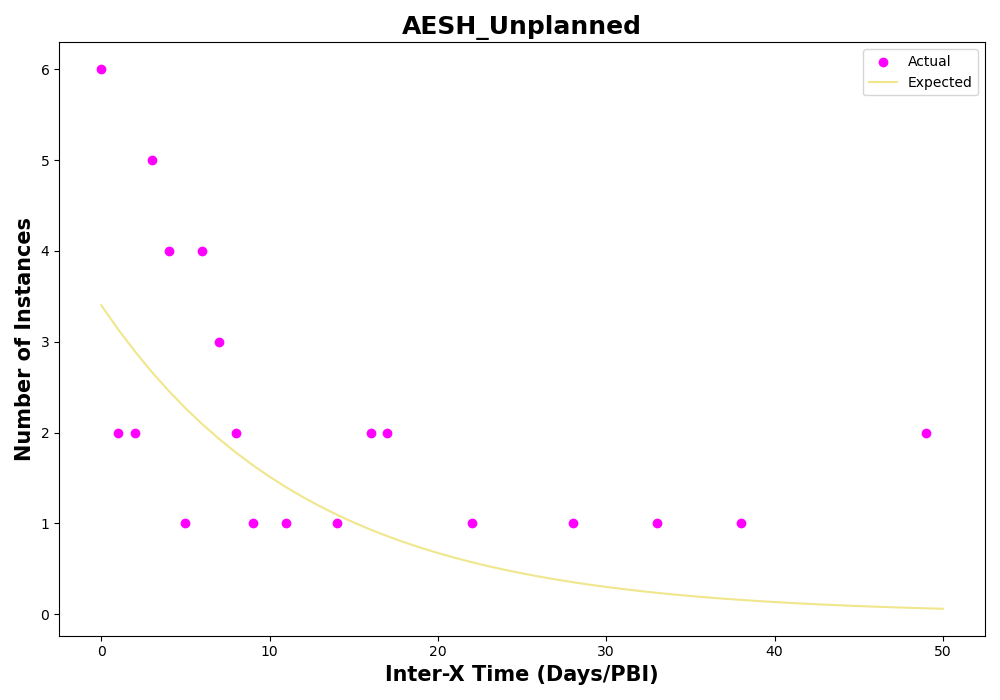 AESH_Unplanned
Actual
Expected
Number of Instances
6
5
4
3
2
1
0
0 10 20 30 40 50
Inter-X Time (Days/PBI)